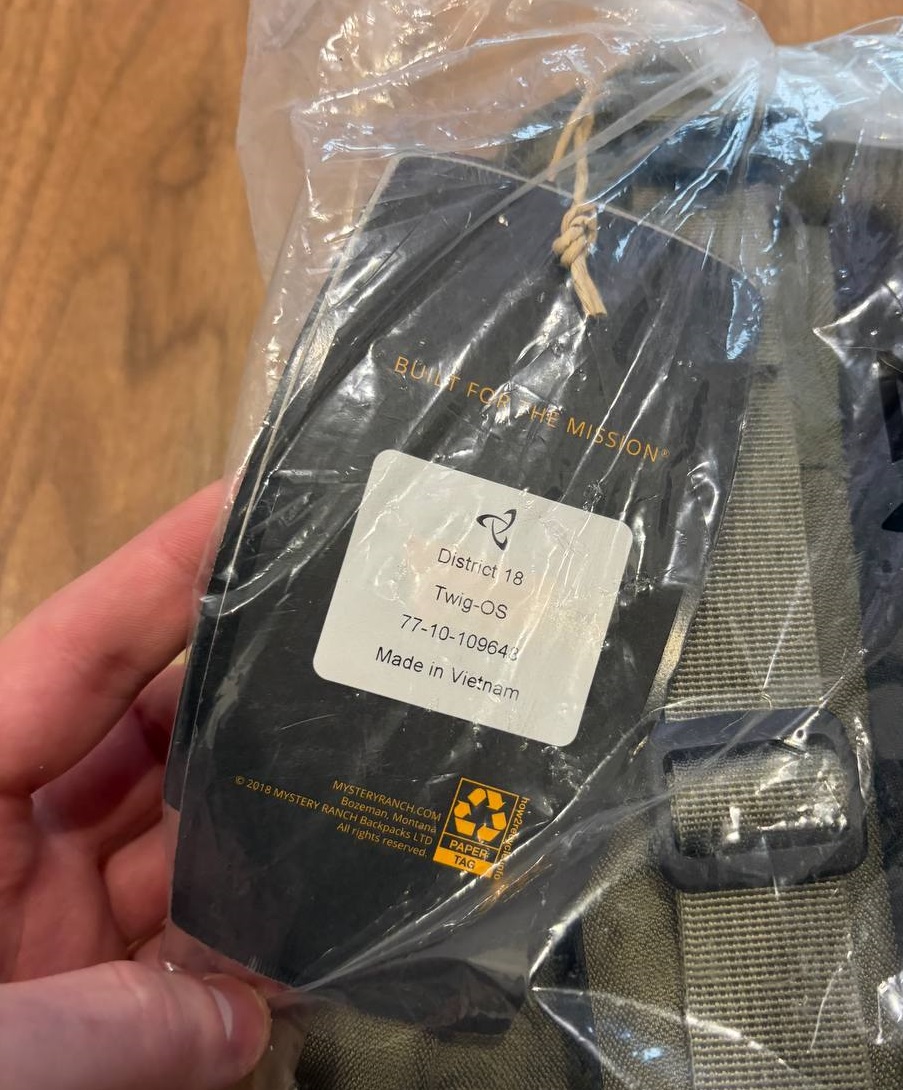 BUILT FOR THE MISSION®
District 18
Twig-OS
77-10-109648
Made in Vietnam
MYSTERYRANCH.COM
Bozeman, Montana
© 2018 MYSTERY RANCH Backpacks LTD
All rights reserved.
PAPER
TAG